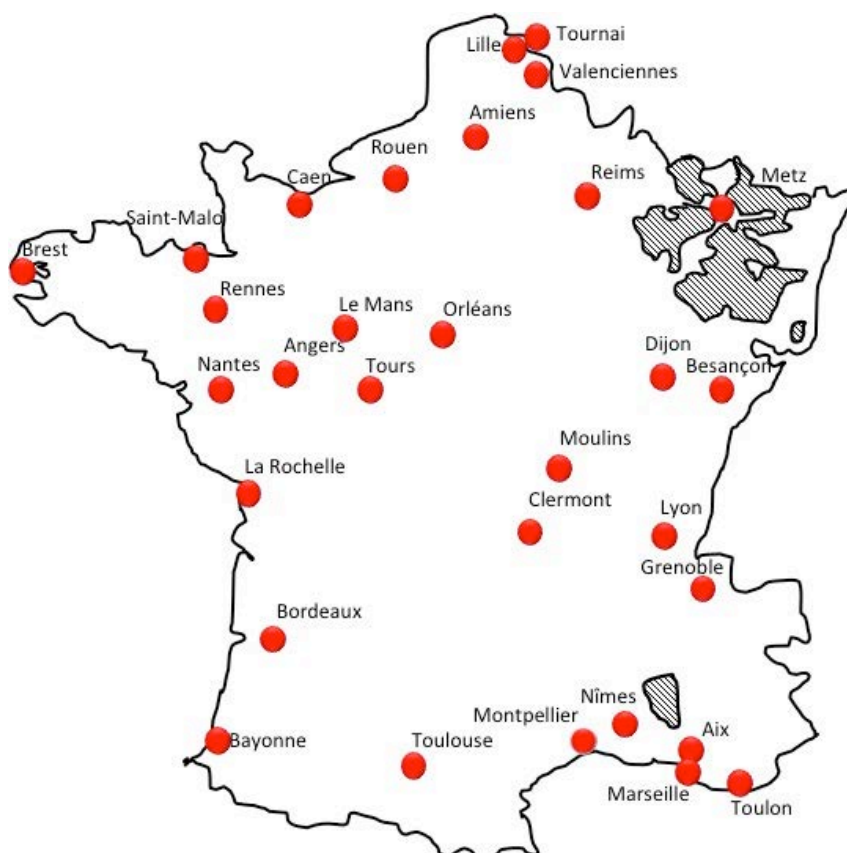 Tournai
Lille
Valenciennes
Amiens
Rouen
Reims
Metz
Caen
Saint-Malo
Brest
Rennes
Le Mans
Orléans
Angers
Nantes
Tours
Dijon
Besançon
Moulins
La Rochelle
Clermont
Lyon
Grenoble
Bordeaux
Nîmes
Montpellier
Aix
Bayonne
Toulouse
Marseille
Toulon